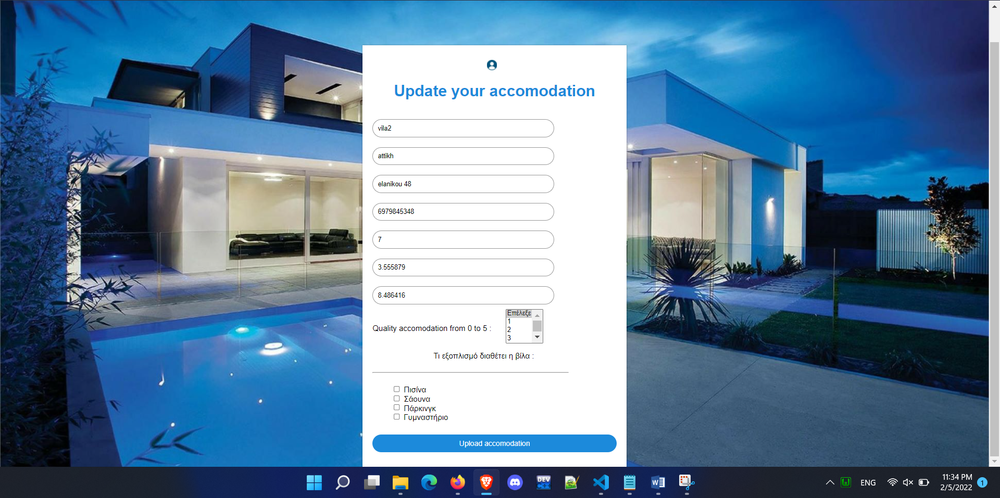 Update your accomodation
vila2
attikh
elanikou 48
6979845348
7
3.555879
8.486416
Quality accomodation from 0 to 5 :
Επέλεξε
1
2
3
Τι εξοπλισμό διαθέτει η βίλα :
Πισίνα
Σάουνα
Πάρκινγκ
Γυμναστήριο
Upload accomodation
DEV
C++
W
ENG
11:34 PM
2/5/2022
1